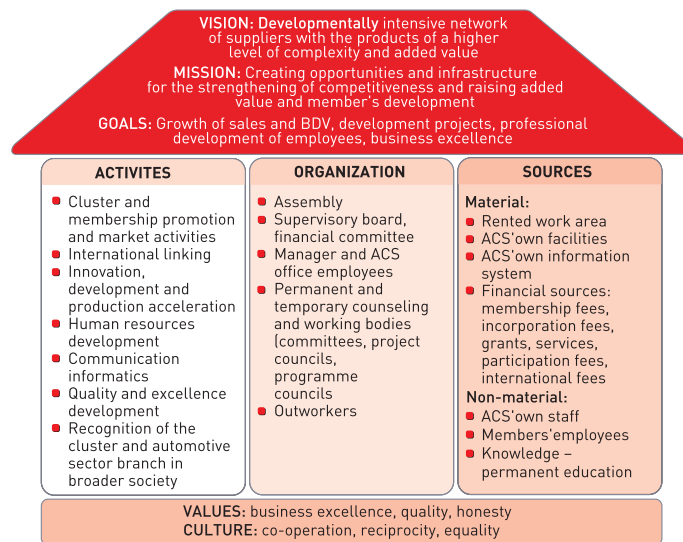 VISION: Developmentally intensive network
of suppliers with the products of a higher
level of complexity and added value
MISSION: Creating opportunities and infrastructure
for the strengthening of competitiveness and raising added
value and member's development
GOALS: Growth of sales and BDV, development projects, professional
development of employees, business excellence
ACTIVITES
Cluster and
membership promotion
and market activities
International linking
Innovation,
development and
production acceleration
Human resources
development
Communication
informatics
Quality and excellence
development
Recognition of the
cluster and automotive
sector branch in
broader society
ORGANIZATION
Assembly
Supervisory board,
financial committee
Manager and ACS
office employees
Permanent and
temporary counseling
and working bodies
(committees, project
councils,
programme
councils
Outworkers
SOURCES
Material:
Rented work area
ACS'own facilities
ACS'own information
system
Financial sources:
membership fees,
incorporation fees,
grants, services,
participation fees,
international fees
Non-material:
ACS'own staff
Members'employees
Knowledge –
permanent education
VALUES: business excellence, quality, honesty
CULTURE: co-operation, reciprocity, equality